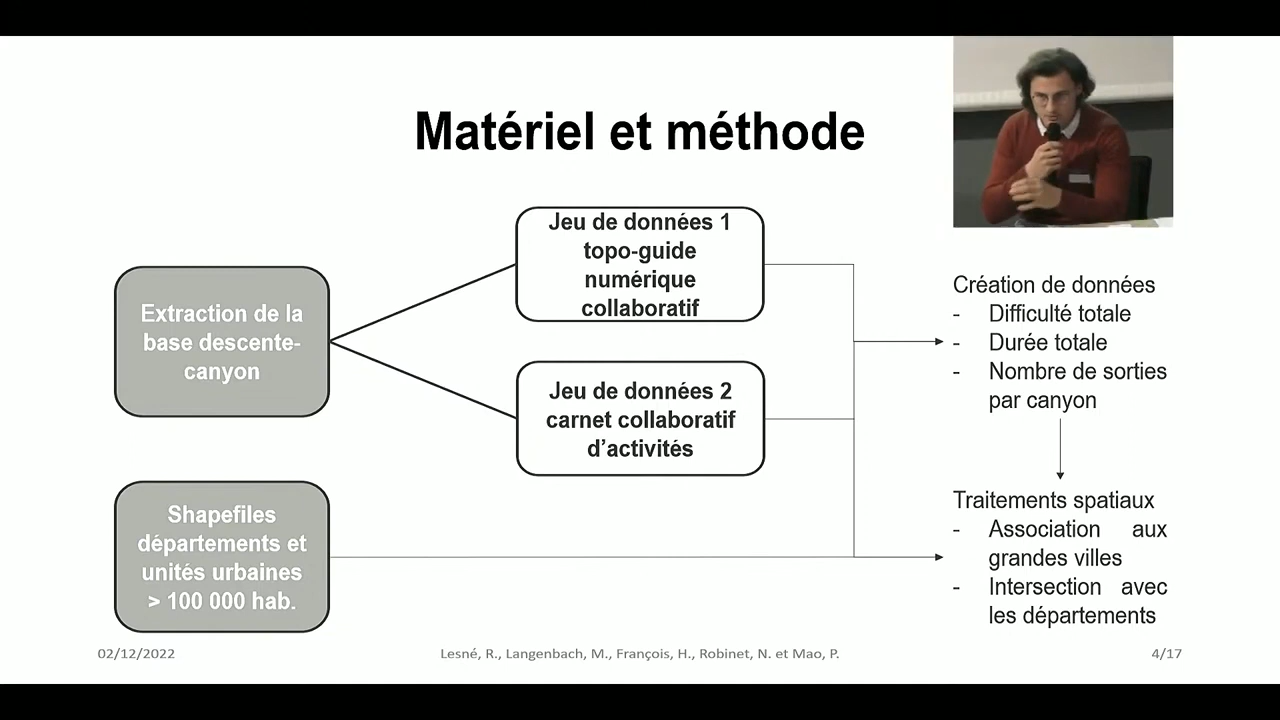 Matériel et méthode
Extraction de la
base descente-
canyon
Jeu de données 1
topo-guide
numérique
collaboratif
Jeu de données 2
carnet collaboratif
d'activités
Shapefiles
départements et
unités urbaines
> 100 000 hab.
Création de données
- Difficulté totale
- Durée totale
- Nombre de sorties
par canyon
Traitements spatiaux
- Association aux
grandes villes
- Intersection avec
les départements
02/12/2022
Lesné, R., Langenbach, M., François, H., Robinet, N. et Mao, P.
4/17